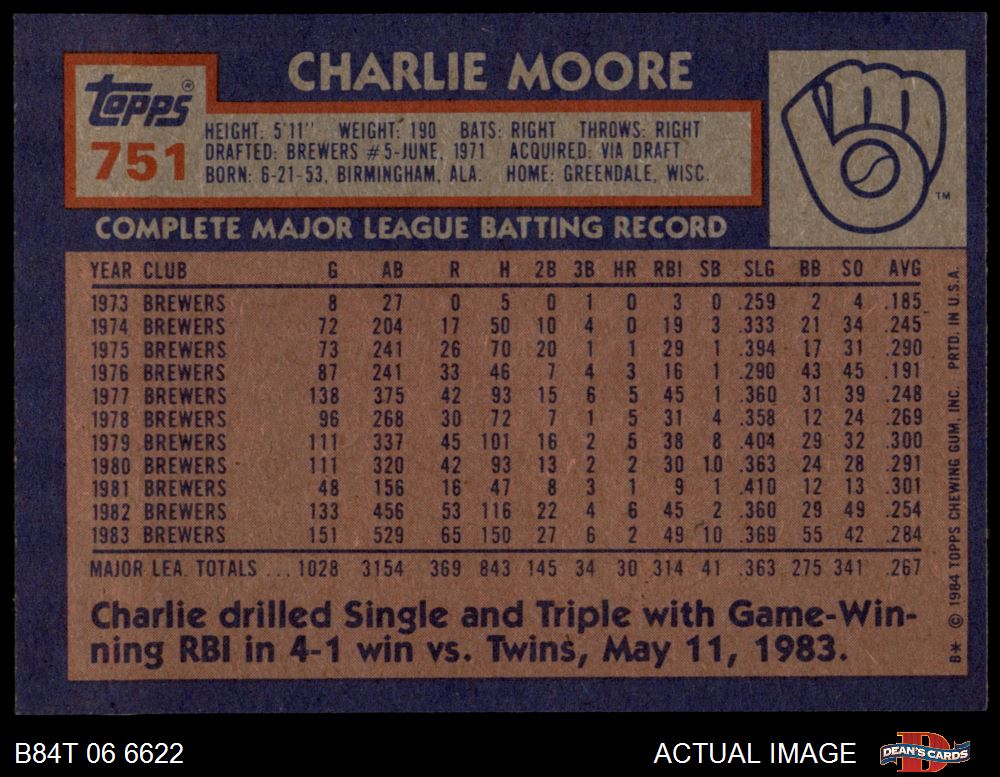 CHARLIE MOORE
Topps®
751
HEIGHT: 5'11" WEIGHT: 190 BATS: RIGHT THROWS: RIGHT
DRAFTED: BREWERS #5-JUNE, 1971 ACQUIRED: VIA DRAFT
BORN: 6-21-53, BIRMINGHAM, ALA. HOME: GREENDALE, WISC.
TM
COMPLETE MAJOR LEAGUE BATTING RECORD
YEAR CLUB G AB R H 2B 3B HR RBI SB SLG BB SO AVG
1973 BREWERS 8 27 0 5 0 1 0 3 0 .259 2 4 .185
1974 BREWERS 72 204 17 50 10 4 0 19 3 .333 21 34 .245
1975 BREWERS 73 241 26 70 20 1 1 29 1 .394 17 31 .290
1976 BREWERS 87 241 33 46 7 4 3 16 1 .290 43 45 .191
1977 BREWERS 138 375 42 93 15 6 5 45 1 .360 31 39 .248
1978 BREWERS 96 268 30 72 7 1 5 31 4 .358 12 24 .269
1979 BREWERS 111 337 45 101 16 2 5 38 8 .404 29 32 .300
1980 BREWERS 111 320 42 93 13 2 2 30 10 .363 24 28 .291
1981 BREWERS 48 156 16 47 8 3 1 9 1 .410 12 13 .301
1982 BREWERS 133 456 53 116 22 4 6 45 2 .360 29 49 .254
1983 BREWERS 151 529 65 150 27 6 2 49 10 .369 55 42 .284
MAJOR LEA. TOTALS ... 1028 3154 369 843 145 34 30 314 41 .363 275 341 .267
Charlie drilled Single and Triple with Game-Win-
ning RBI in 4-1 win vs. Twins, May 11, 1983.
B* © 1984 TOPPS CHEWING GUM, INC. PRTD. IN U.S.A.
B84T 06 6622
ACTUAL IMAGE
D
DEAN'S CARDS